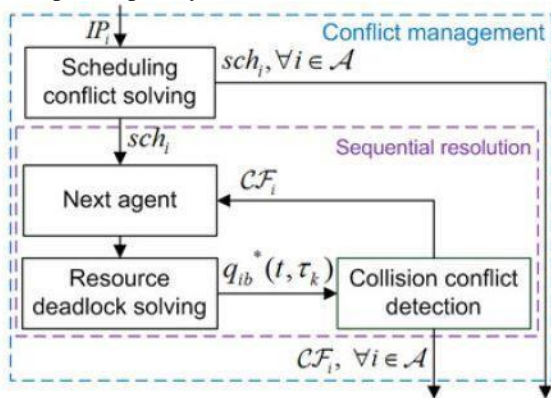 IP_i
Conflict management
Scheduling
conflict solving
sch_i, ∀i ∈ 𝒜
sch_i
Sequential resolution
Next agent
𝒞ℱ_i
Resource
deadlock solving
q_ib^*(t, τ_k)
Collision conflict
detection
𝒞ℱ_i, ∀i ∈ 𝒜